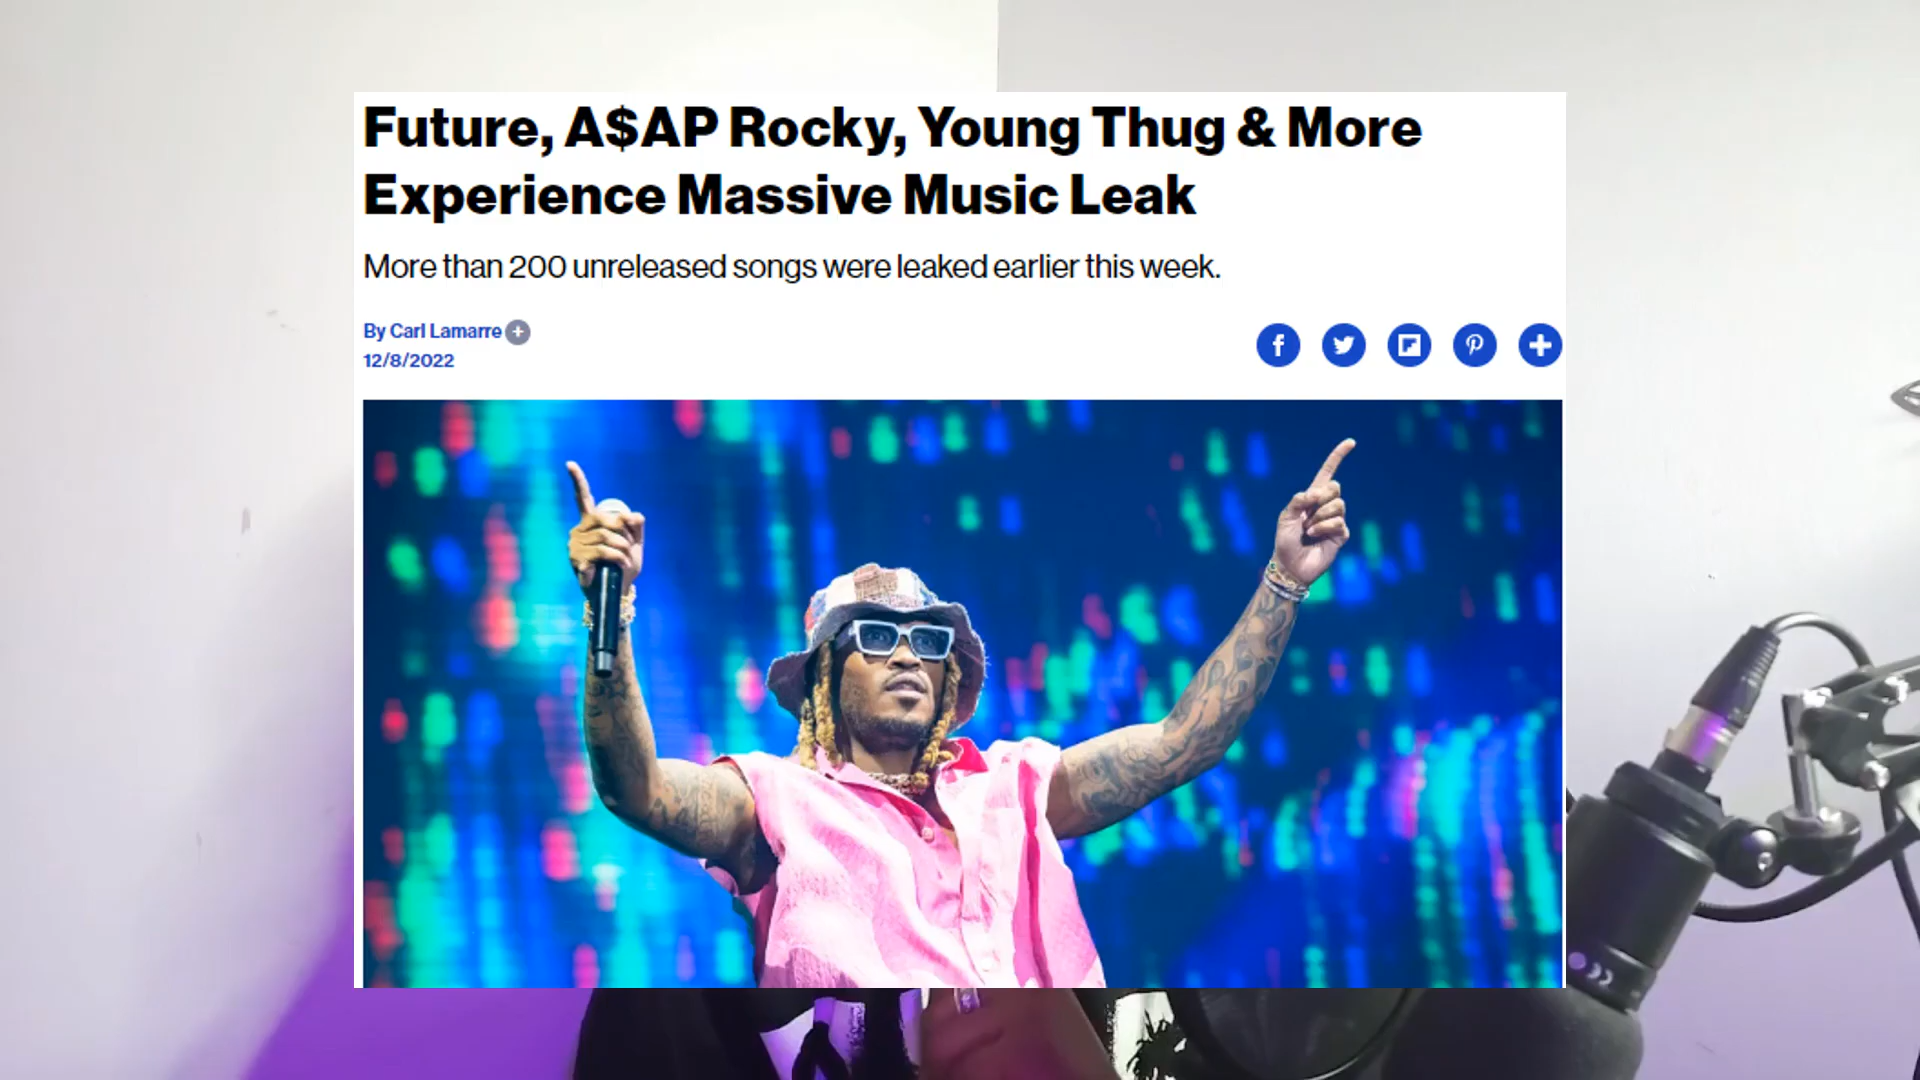 Future, A$AP Rocky, Young Thug & More
Experience Massive Music Leak
More than 200 unreleased songs were leaked earlier this week.
By Carl Lamarre
12/8/2022